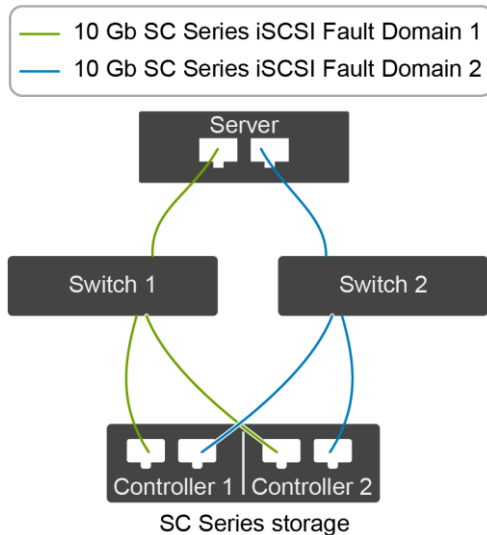 10 Gb SC Series iSCSI Fault Domain 1
10 Gb SC Series iSCSI Fault Domain 2
Server
Switch 1
Switch 2
Controller 1
Controller 2
SC Series storage